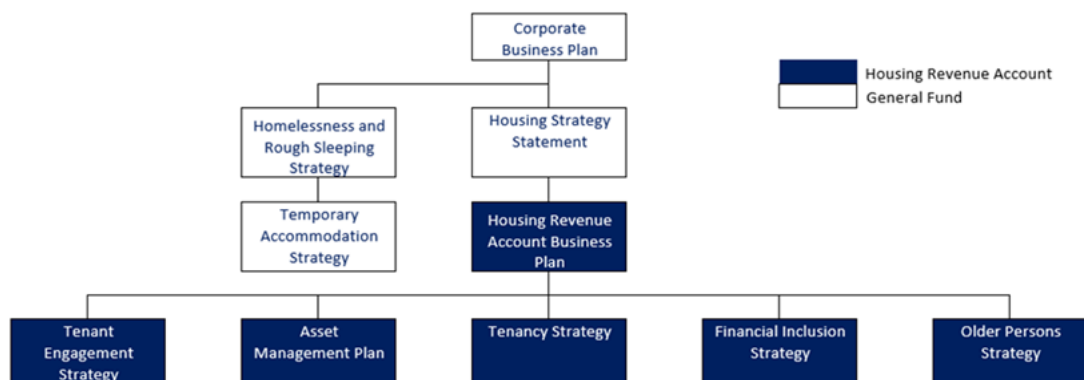 Corporate
Business Plan
Housing Revenue Account
General Fund
Homelessness and
Rough Sleeping
Strategy
Housing Strategy
Statement
Temporary
Accommodation
Strategy
Housing Revenue
Account Business
Plan
Tenant
Engagement
Strategy
Asset
Management Plan
Tenancy Strategy
Financial Inclusion
Strategy
Older Persons
Strategy